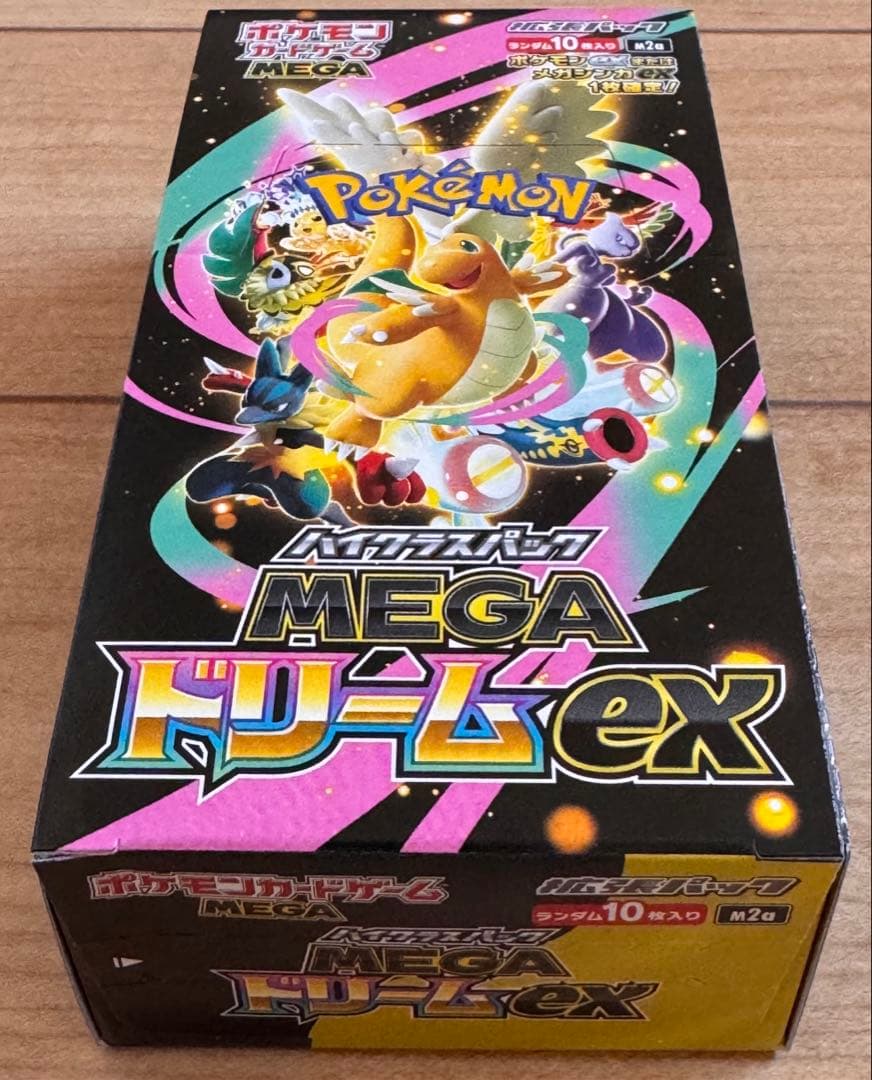 ポケモン
カードゲーム
MEGA
拡張パック
ランダム10枚入り M2a
ポケモンexまたは
メガシンカex
1枚確定!
POKéMON
ハイクラスパック
MEGA
ドリームex
ポケモンカードゲーム
MEGA
拡張パック
ランダム10枚入り M2a
ハイクラスパック
MEGA
ドリームex